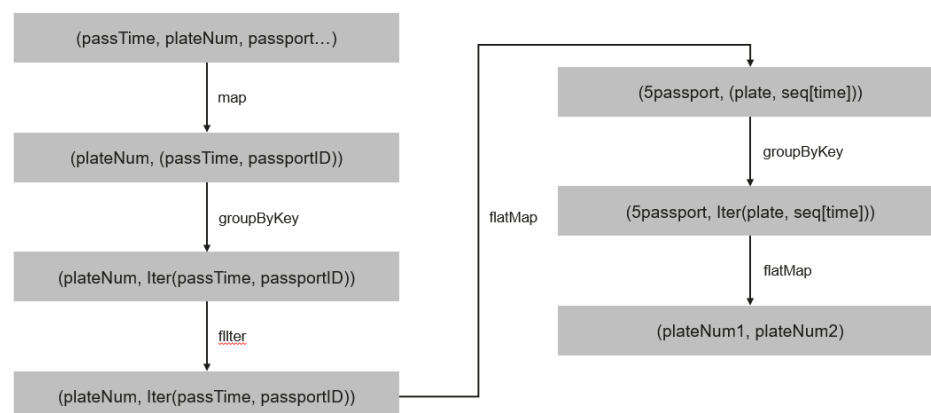 (passTime, plateNum, passport…)
map
(plateNum, (passTime, passportID))
groupByKey
(plateNum, Iter(passTime, passportID))
fIlter
(plateNum, Iter(passTime, passportID))
flatMap
(5passport, (plate, seq[time]))
groupByKey
(5passport, Iter(plate, seq[time]))
flatMap
(plateNum1, plateNum2)